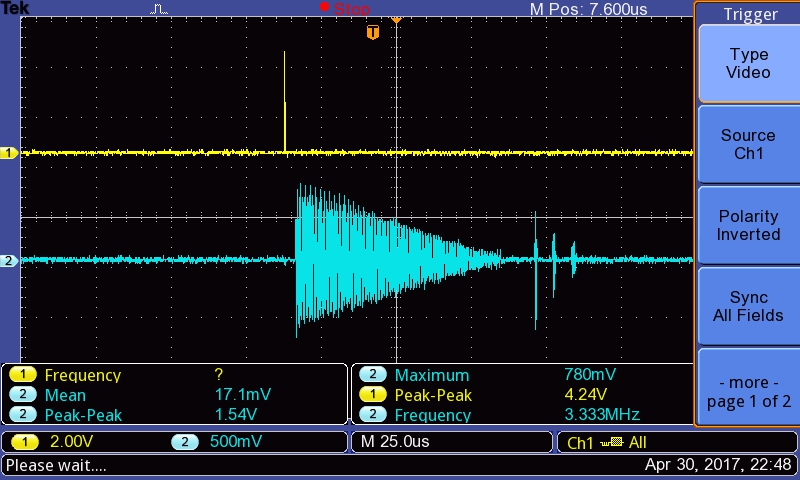 Tek
Stop
M Pos: 7.600us
Trigger
T
Type
Video
1
Source
Ch1
Polarity
Inverted
2
Sync
All Fields
1 Frequency ?
2 Mean 17.1mV
2 Peak-Peak 1.54V
2 Maximum 780mV
1 Peak-Peak 4.24V
2 Frequency 3.333MHz
- more -
page 1 of 2
1 2.00V
2 500mV
M 25.0us
Ch1 All
Please wait....
Apr 30, 2017, 22:48